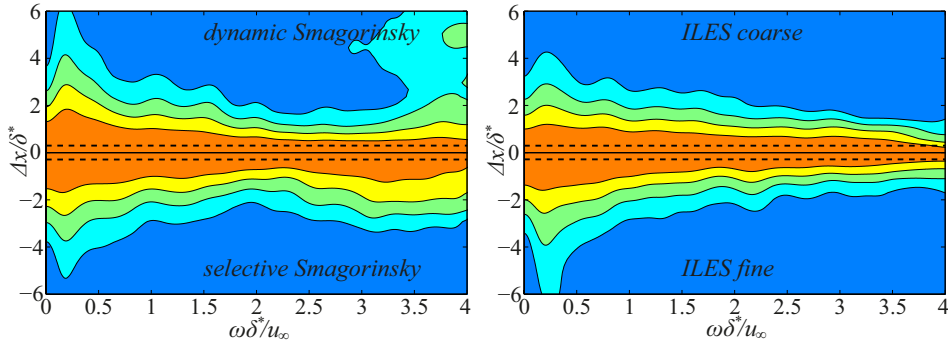 6
dynamic Smagorinsky
4
2
Δx/δ*
0
−2
−4
selective Smagorinsky
−6
0 0.5 1 1.5 2 2.5 3 3.5 4
ωδ*/u∞
6
ILES coarse
4
2
Δx/δ*
0
−2
−4
ILES fine
−6
0 0.5 1 1.5 2 2.5 3 3.5 4
ωδ*/u∞